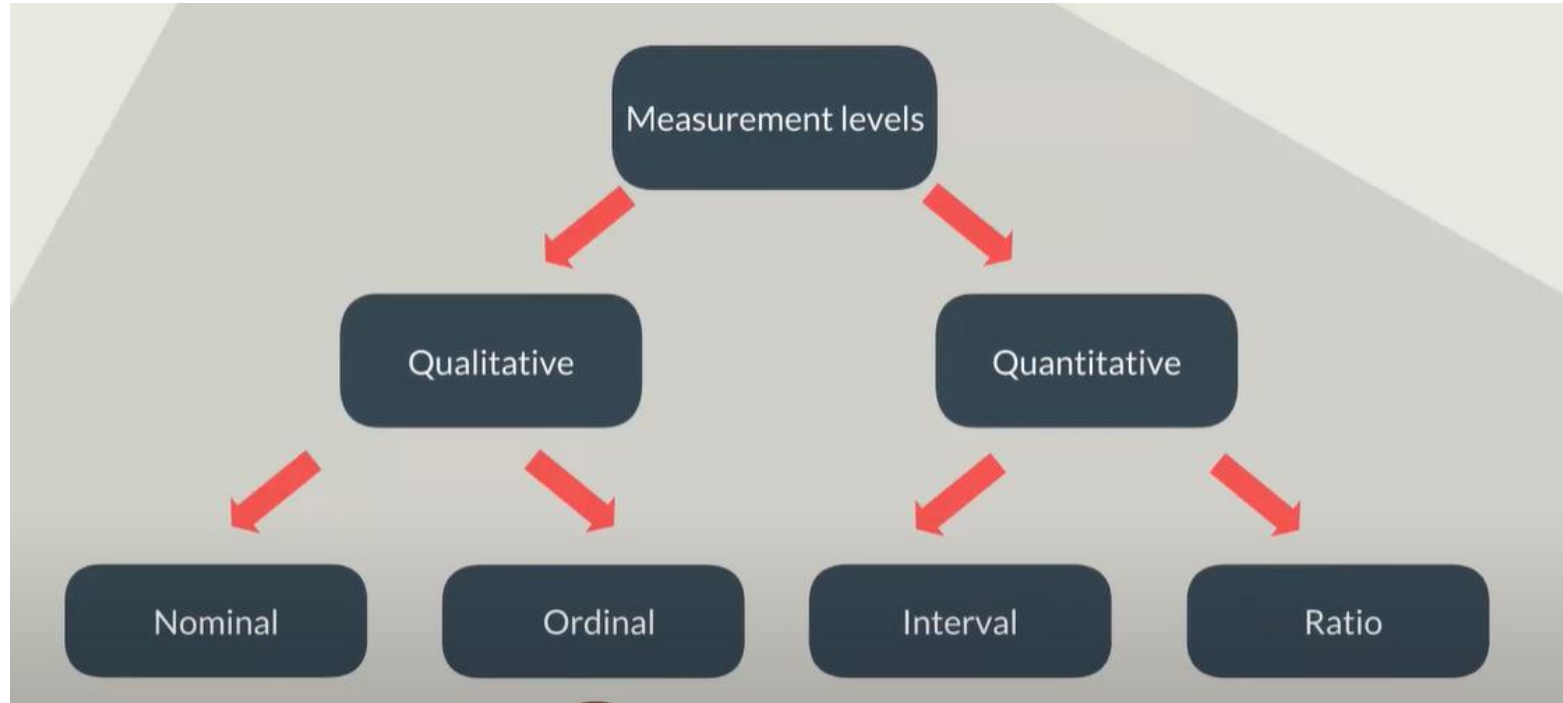 Measurement levels
Qualitative
Quantitative
Nominal
Ordinal
Interval
Ratio